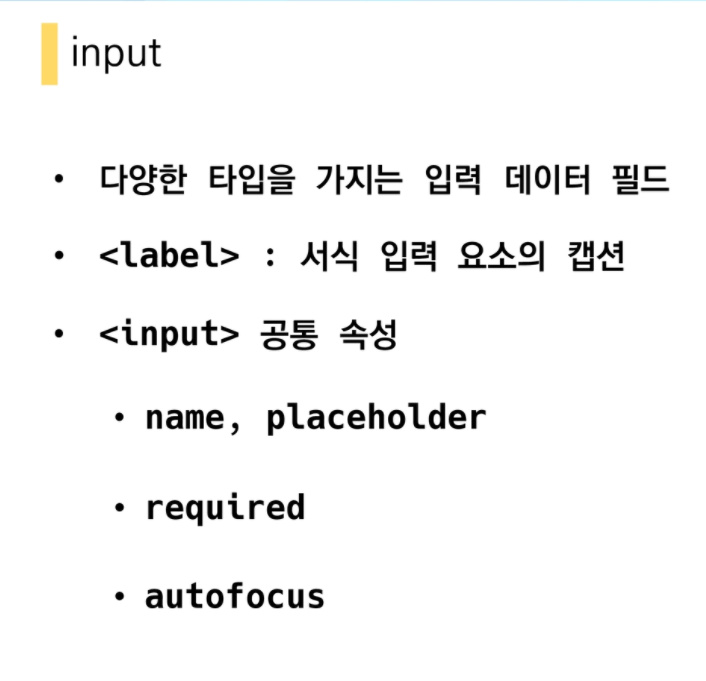 input
• 다양한 타입을 가지는 입력 데이터 필드
• <label> : 서식 입력 요소의 캡션
• <input> 공통 속성
• name, placeholder
• required
• autofocus